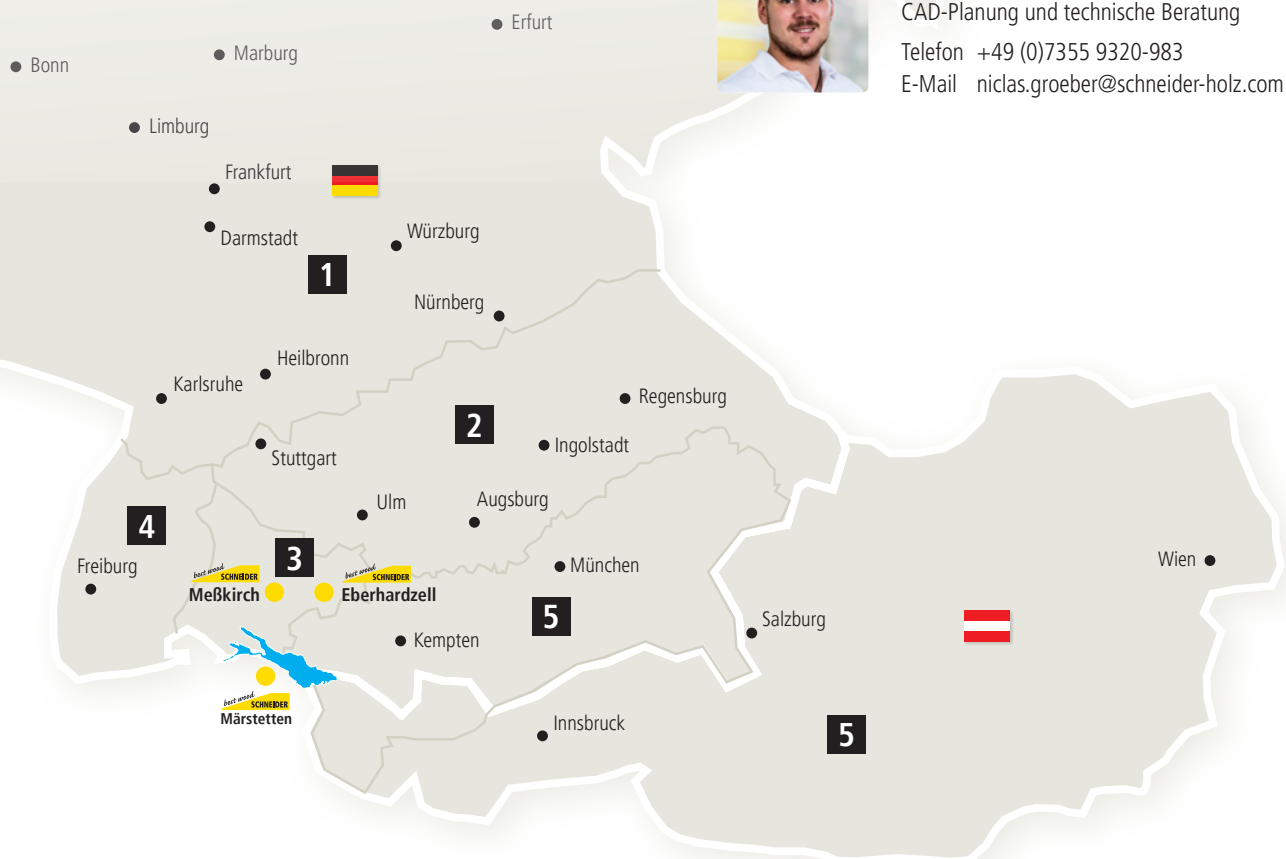 CAD-Planung und technische Beratung
Telefon +49 (0)7355 9320-983
E-Mail niclas.groeber@schneider-holz.com
Erfurt
Marburg
Bonn
Limburg
Frankfurt
Darmstadt
Würzburg
1
Nürnberg
Heilbronn
Karlsruhe
Regensburg
2
Stuttgart
Ingolstadt
Ulm
Augsburg
4
3
Freiburg
best wood
SCHNEIDER
Meßkirch
best wood
SCHNEIDER
Eberhardzell
München
Wien
5
Kempten
Salzburg
best wood
SCHNEIDER
Märstetten
Innsbruck
5